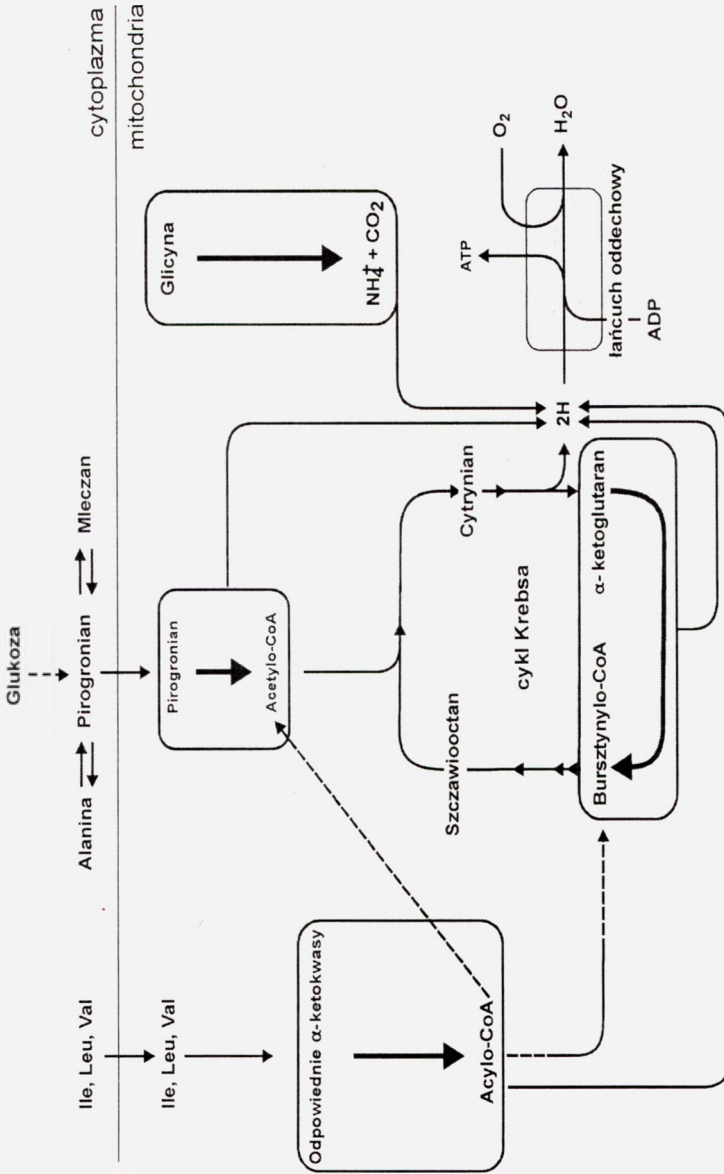 Glukoza
Ile, Leu, Val
Alanina
Pirogronian
Mleczan
cytoplazma
mitochondria
Ile, Leu, Val
Pirogronian
Acetylo-CoA
Glicyna
NH4+ + CO2
Odpowiednie α-ketokwasy
Acylo-CoA
Szczawiooctan
Cytrynian
cykl Krebsa
Bursztynylo-CoA
α- ketoglutaran
2H
ATP
O2
H2O
łańcuch oddechowy
ADP